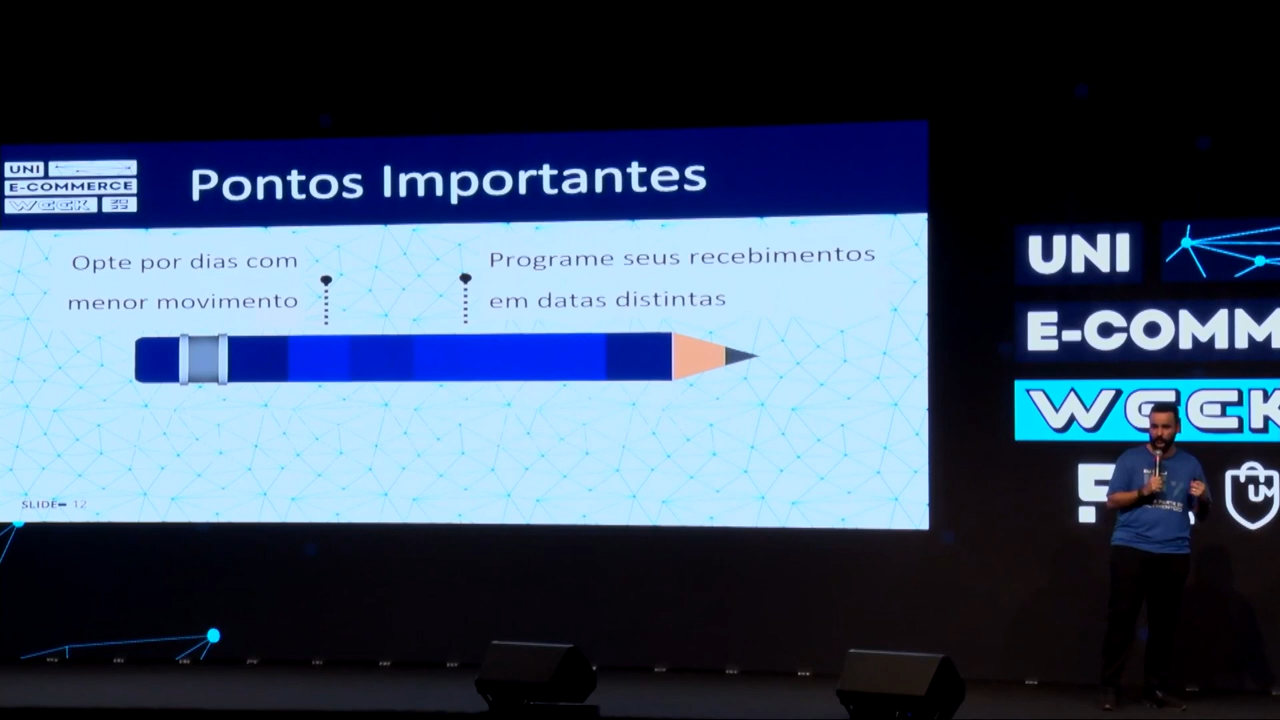 UNI
E-COMMERCE
WEEK
Pontos Importantes
Opte por dias com
menor movimento
Programe seus recebimentos
em datas distintas
SLIDE 12
UNI
E-COMM
WEEK